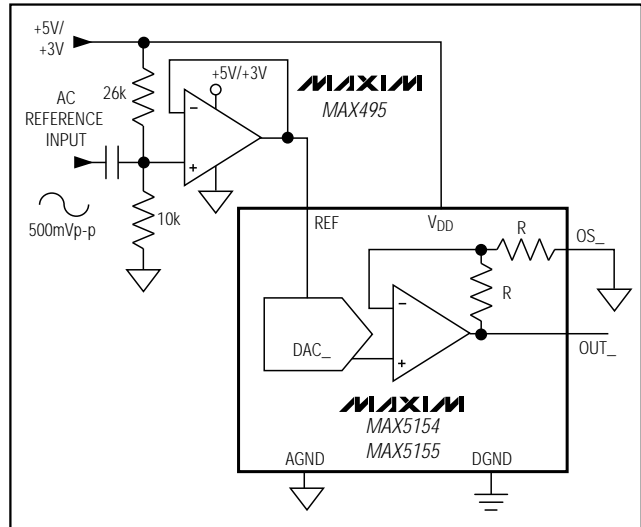 +5V/
+3V
26k
+5V/+3V
MAXIM
MAX495
AC
REFERENCE
INPUT
–
+
500mVp-p
10k
REF
VDD
R
OS_
R
–
+
DAC_
OUT_
MAXIM
MAX5154
MAX5155
AGND
DGND